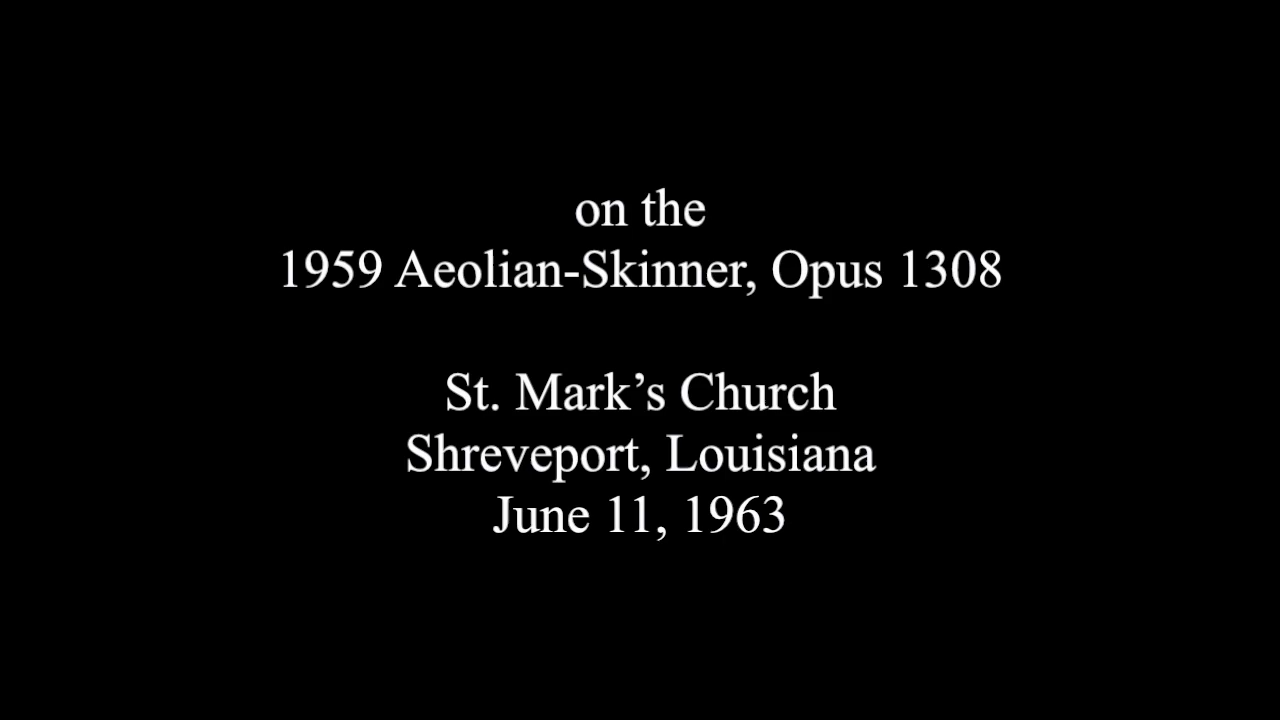 on the
1959 Aeolian-Skinner, Opus 1308
St. Mark’s Church
Shreveport, Louisiana
June 11, 1963